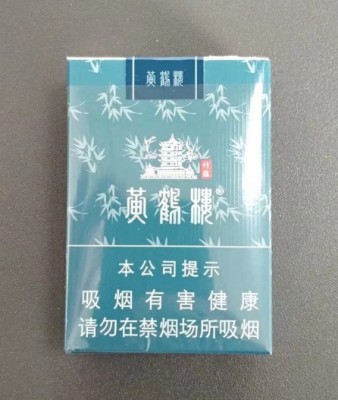 黃鶴樓
黃鶴樓®
本公司提示
吸烟有害健康
请勿在禁烟场所吸烟